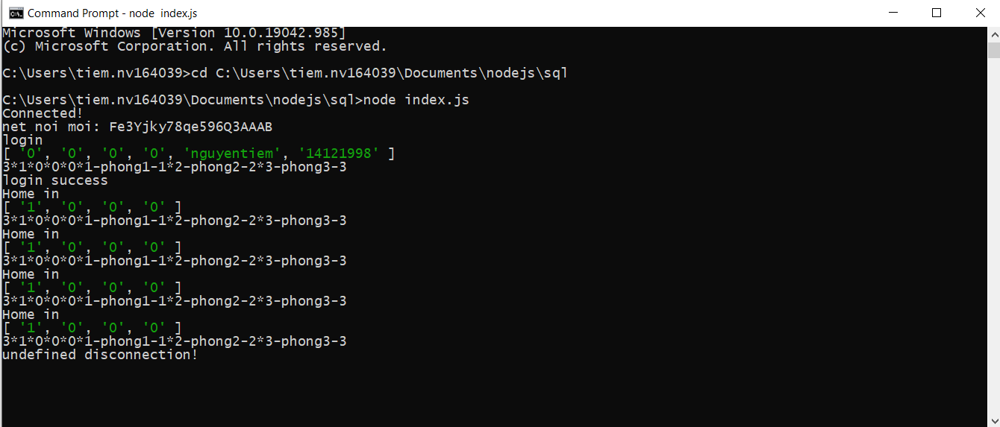 Command Prompt - node  index.js
Microsoft Windows [Version 10.0.19042.985]
(c) Microsoft Corporation. All rights reserved.
C:\Users\tiem.nv164039>cd C:\Users\tiem.nv164039\Documents\nodejs\sql
C:\Users\tiem.nv164039\Documents\nodejs\sql>node index.js
Connected!
net noi moi: Fe3Yjky78qe596Q3AAAB
login
[ '0', '0', '0', '0', 'nguyentiem', '14121998' ]
3*1*0*0*0*1-phong1-1*2-phong2-2*3-phong3-3
login success
Home in
[ '1', '0', '0', '0' ]
3*1*0*0*0*1-phong1-1*2-phong2-2*3-phong3-3
Home in
[ '1', '0', '0', '0' ]
3*1*0*0*0*1-phong1-1*2-phong2-2*3-phong3-3
Home in
[ '1', '0', '0', '0' ]
3*1*0*0*0*1-phong1-1*2-phong2-2*3-phong3-3
Home in
[ '1', '0', '0', '0' ]
3*1*0*0*0*1-phong1-1*2-phong2-2*3-phong3-3
undefined disconnection!